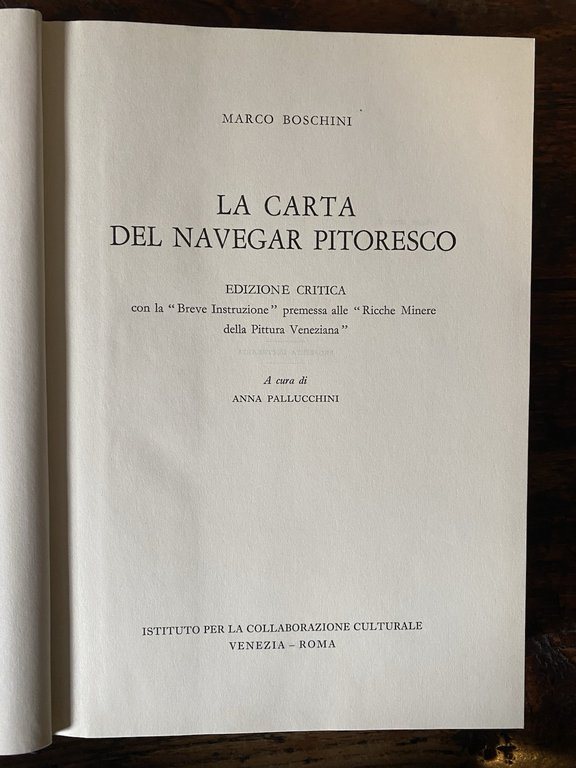 MARCO BOSCHINI
LA CARTA
DEL NAVEGAR PITORESCO
EDIZIONE CRITICA
con la “Breve Instruzione” premessa alle “Ricche Minere
della Pittura Veneziana”
A cura di
ANNA PALLUCCHINI
ISTITUTO PER LA COLLABORAZIONE CULTURALE
VENEZIA – ROMA